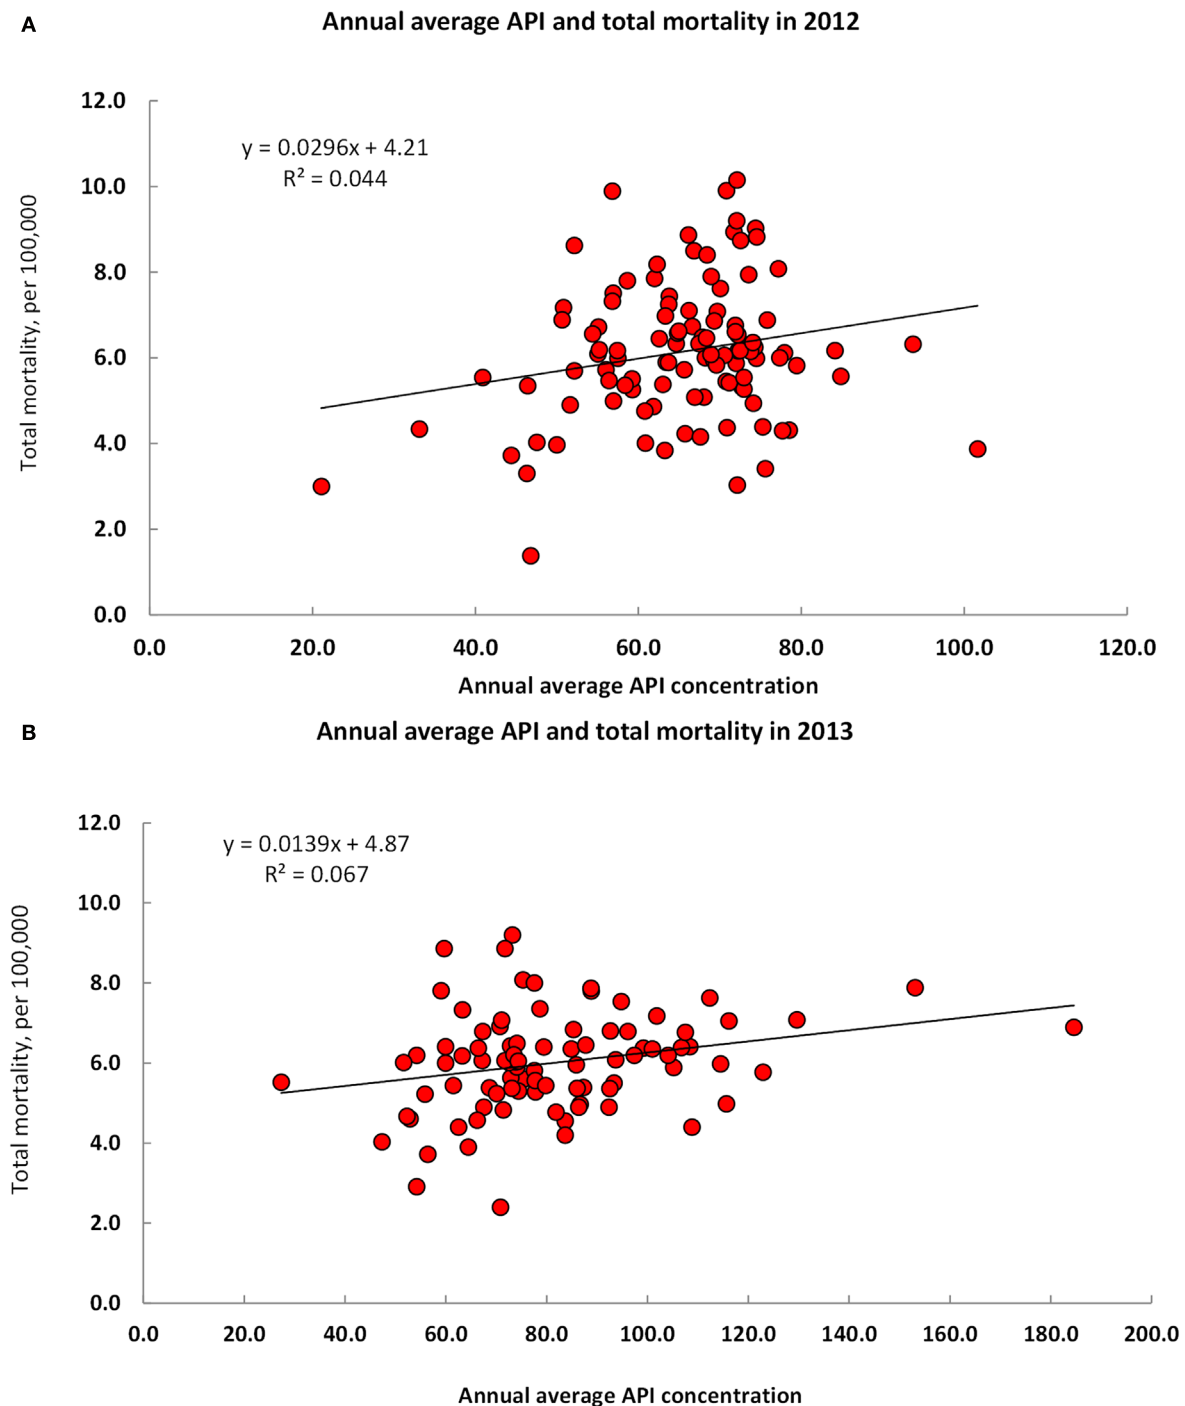 A
Annual average API and total mortality in 2012
12.0
y = 0.0296x + 4.21
R² = 0.044
10.0
8.0
6.0
4.0
2.0
0.0
Total mortality, per 100,000
0.0 20.0 40.0 60.0 80.0 100.0 120.0
Annual average API concentration
B
Annual average API and total mortality in 2013
12.0
y = 0.0139x + 4.87
R² = 0.067
10.0
8.0
6.0
4.0
2.0
0.0
Total mortality, per 100,000
0.0 20.0 40.0 60.0 80.0 100.0 120.0 140.0 160.0 180.0 200.0
Annual average API concentration